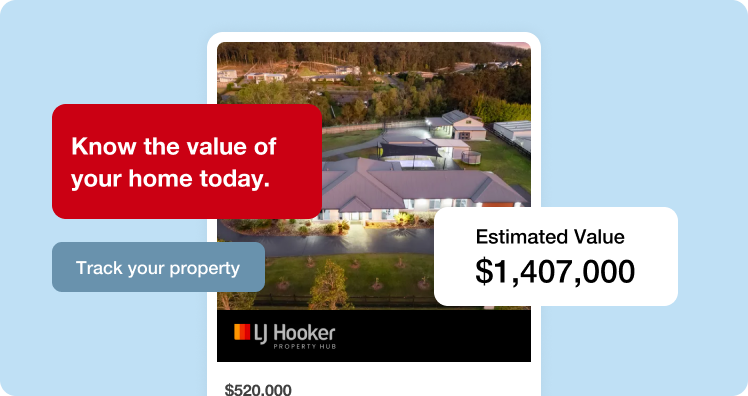 Know the value of
your home today.
Track your property
Estimated Value
$1,407,000
LJ Hooker
PROPERTY HUB
$520,000